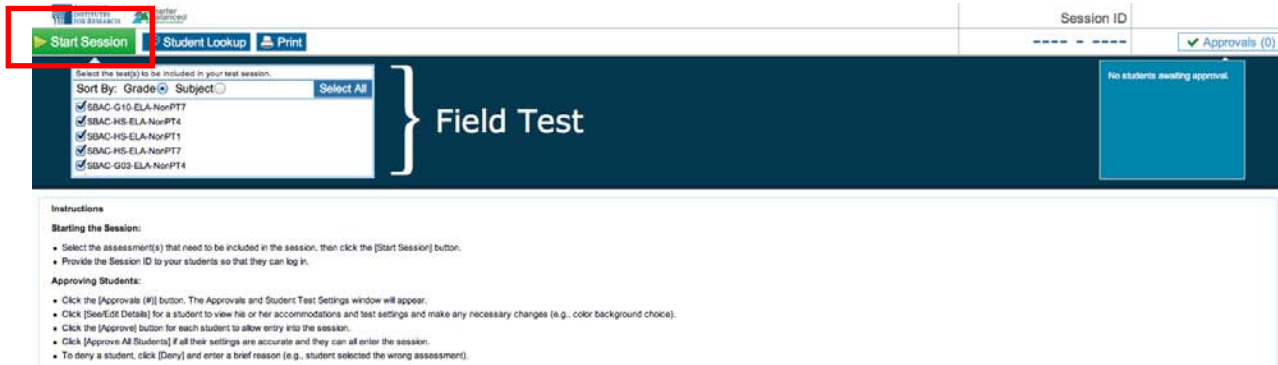 INSTITUTES
FOR RESEARCH
Smarter
Balanced
Session ID
Start Session
Student Lookup
Print
---- - ----
Approvals (0)
Select the test(s) to be included in your test session.
Sort By: Grade Subject
Select All
SBAC-G10-ELA-NonPT7
SBAC-HS-ELA-NonPT4
SBAC-HS-ELA-NonPT1
SBAC-HS-ELA-NonPT7
SBAC-G03-ELA-NonPT4
Field Test
No students awaiting approval.
Instructions
Starting the Session:
• Select the assessment(s) that need to be included in the session, then click the [Start Session] button.
• Provide the Session ID to your students so that they can log in.
Approving Students:
• Click the [Approvals (#)] button. The Approvals and Student Test Settings window will appear.
• Click [See/Edit Details] for a student to view his or her accommodations and test settings and make any necessary changes (e.g., color background choice).
• Click the [Approve] button for each student to allow entry into the session.
• Click [Approve All Students] if all their settings are accurate and they can all enter the session.
• To deny a student, click [Deny] and enter a brief reason (e.g., student selected the wrong assessment).